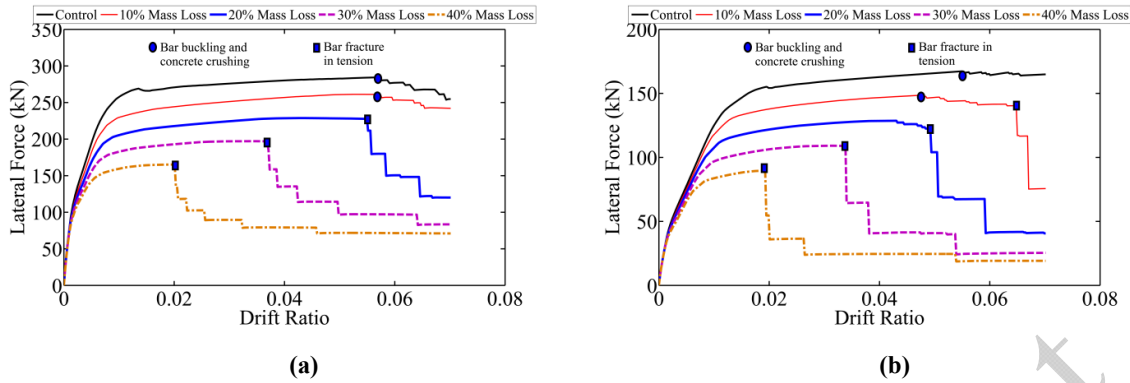 Control 10% Mass Loss 20% Mass Loss 30% Mass Loss 40% Mass Loss
350
300
250
200
150
100
50
0
Lateral Force (kN)
Bar buckling and
concrete crushing
Bar fracture
in tension
0 0.02 0.04 0.06 0.08
Drift Ratio
(a)
Control 10% Mass Loss 20% Mass Loss 30% Mass Loss 40% Mass Loss
200
150
100
50
0
Lateral Force (kN)
Bar buckling and
concrete crushing
Bar fracture in
tension
0 0.02 0.04 0.06 0.08
Drift Ratio
(b)